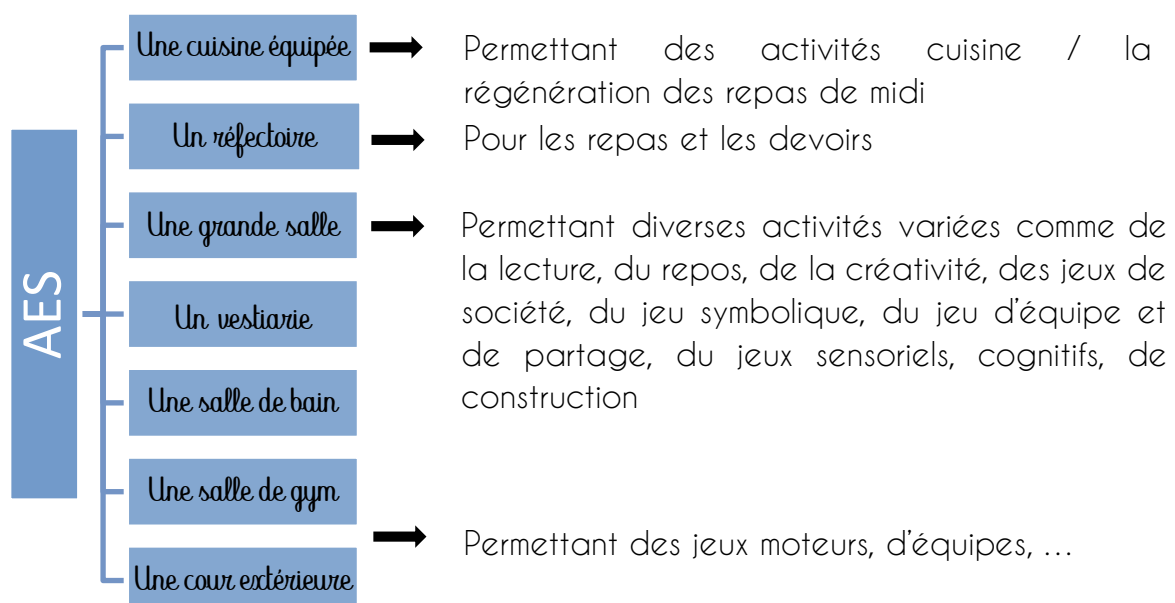 AES
Une cuisine équipée
Permettant des activités cuisine / la
régénération des repas de midi
Un réfectoire
Pour les repas et les devoirs
Une grande salle
Permettant diverses activités variées comme de
la lecture, du repos, de la créativité, des jeux de
société, du jeu symbolique, du jeu d'équipe et
de partage, du jeux sensoriels, cognitifs, de
construction
Un vestiarie
Une salle de bain
Une salle de gym
Une cour extérieure
Permettant des jeux moteurs, d'équipes, ...